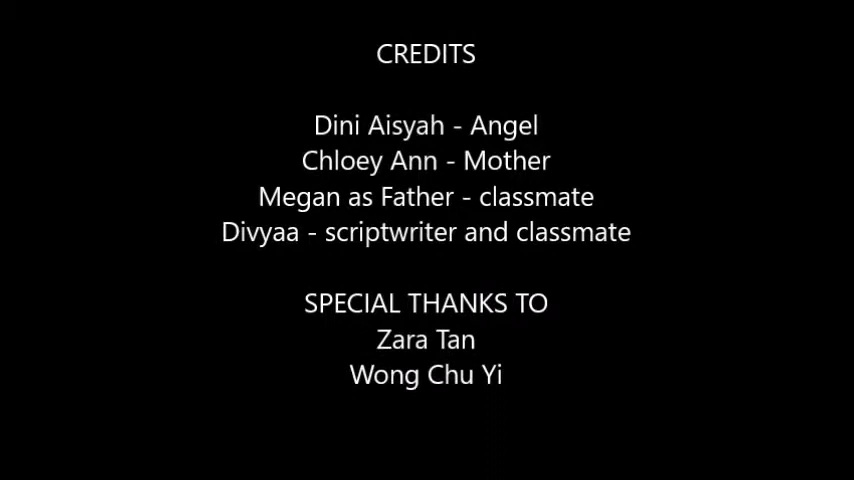 CREDITS
Dini Aisyah - Angel
Chloey Ann - Mother
Megan as Father - classmate
Divyaa - scriptwriter and classmate
SPECIAL THANKS TO
Zara Tan
Wong Chu Yi